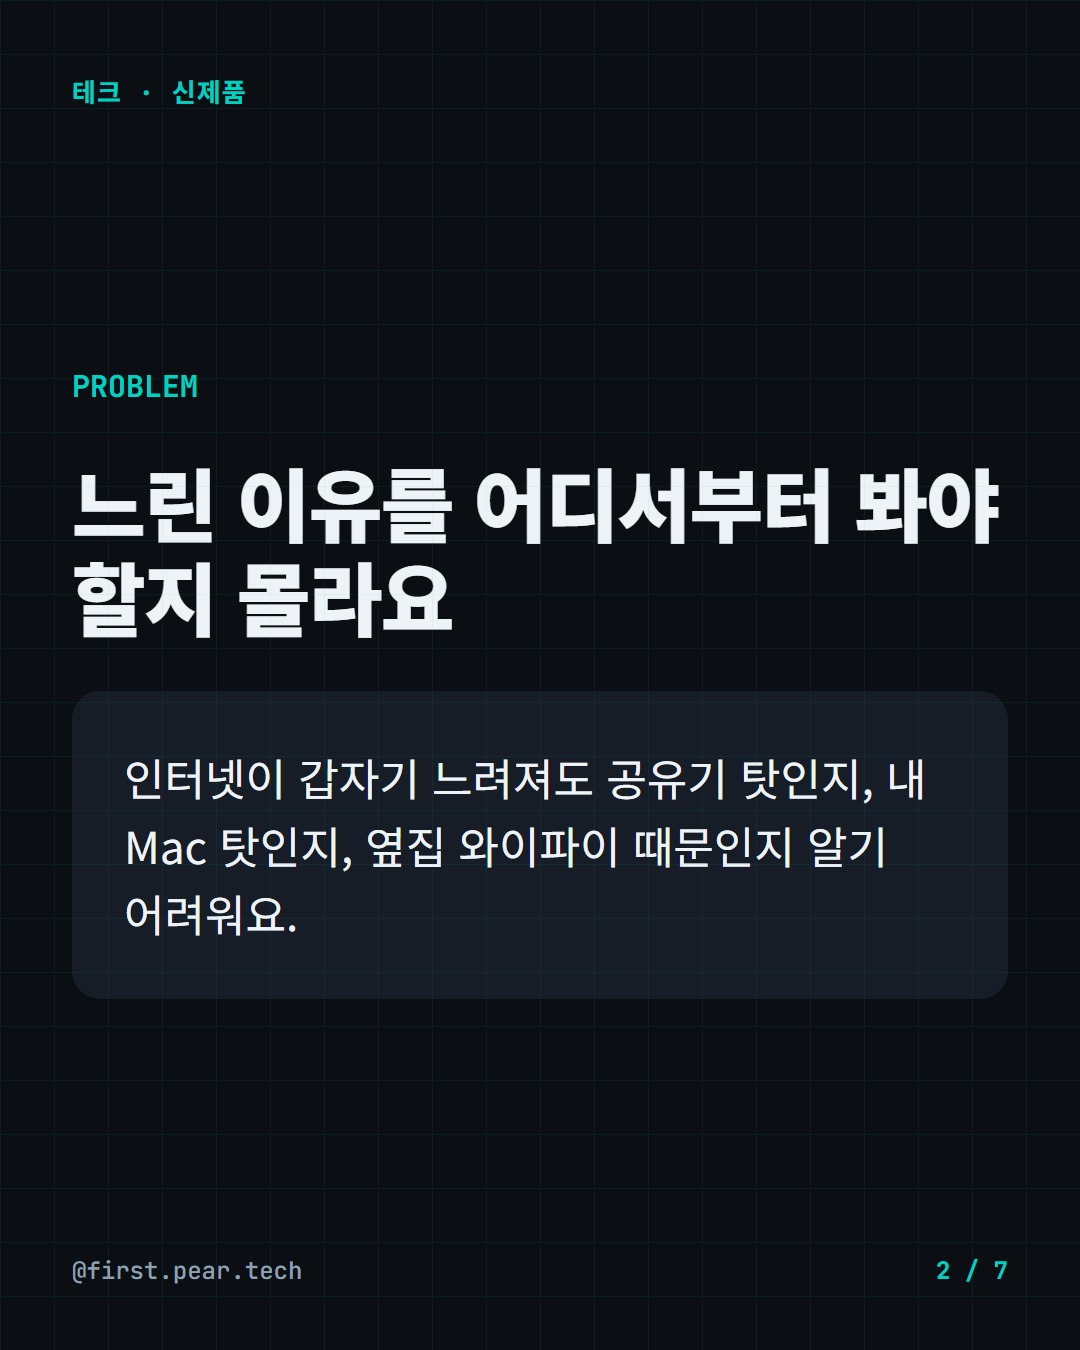 테크 · 신제품
PROBLEM
느린 이유를 어디서부터 봐야
할지 몰라요
인터넷이 갑자기 느려져도 공유기 탓인지, 내
Mac 탓인지, 옆집 와이파이 때문인지 알기
어려워요.
@first.pear.tech
2 / 7